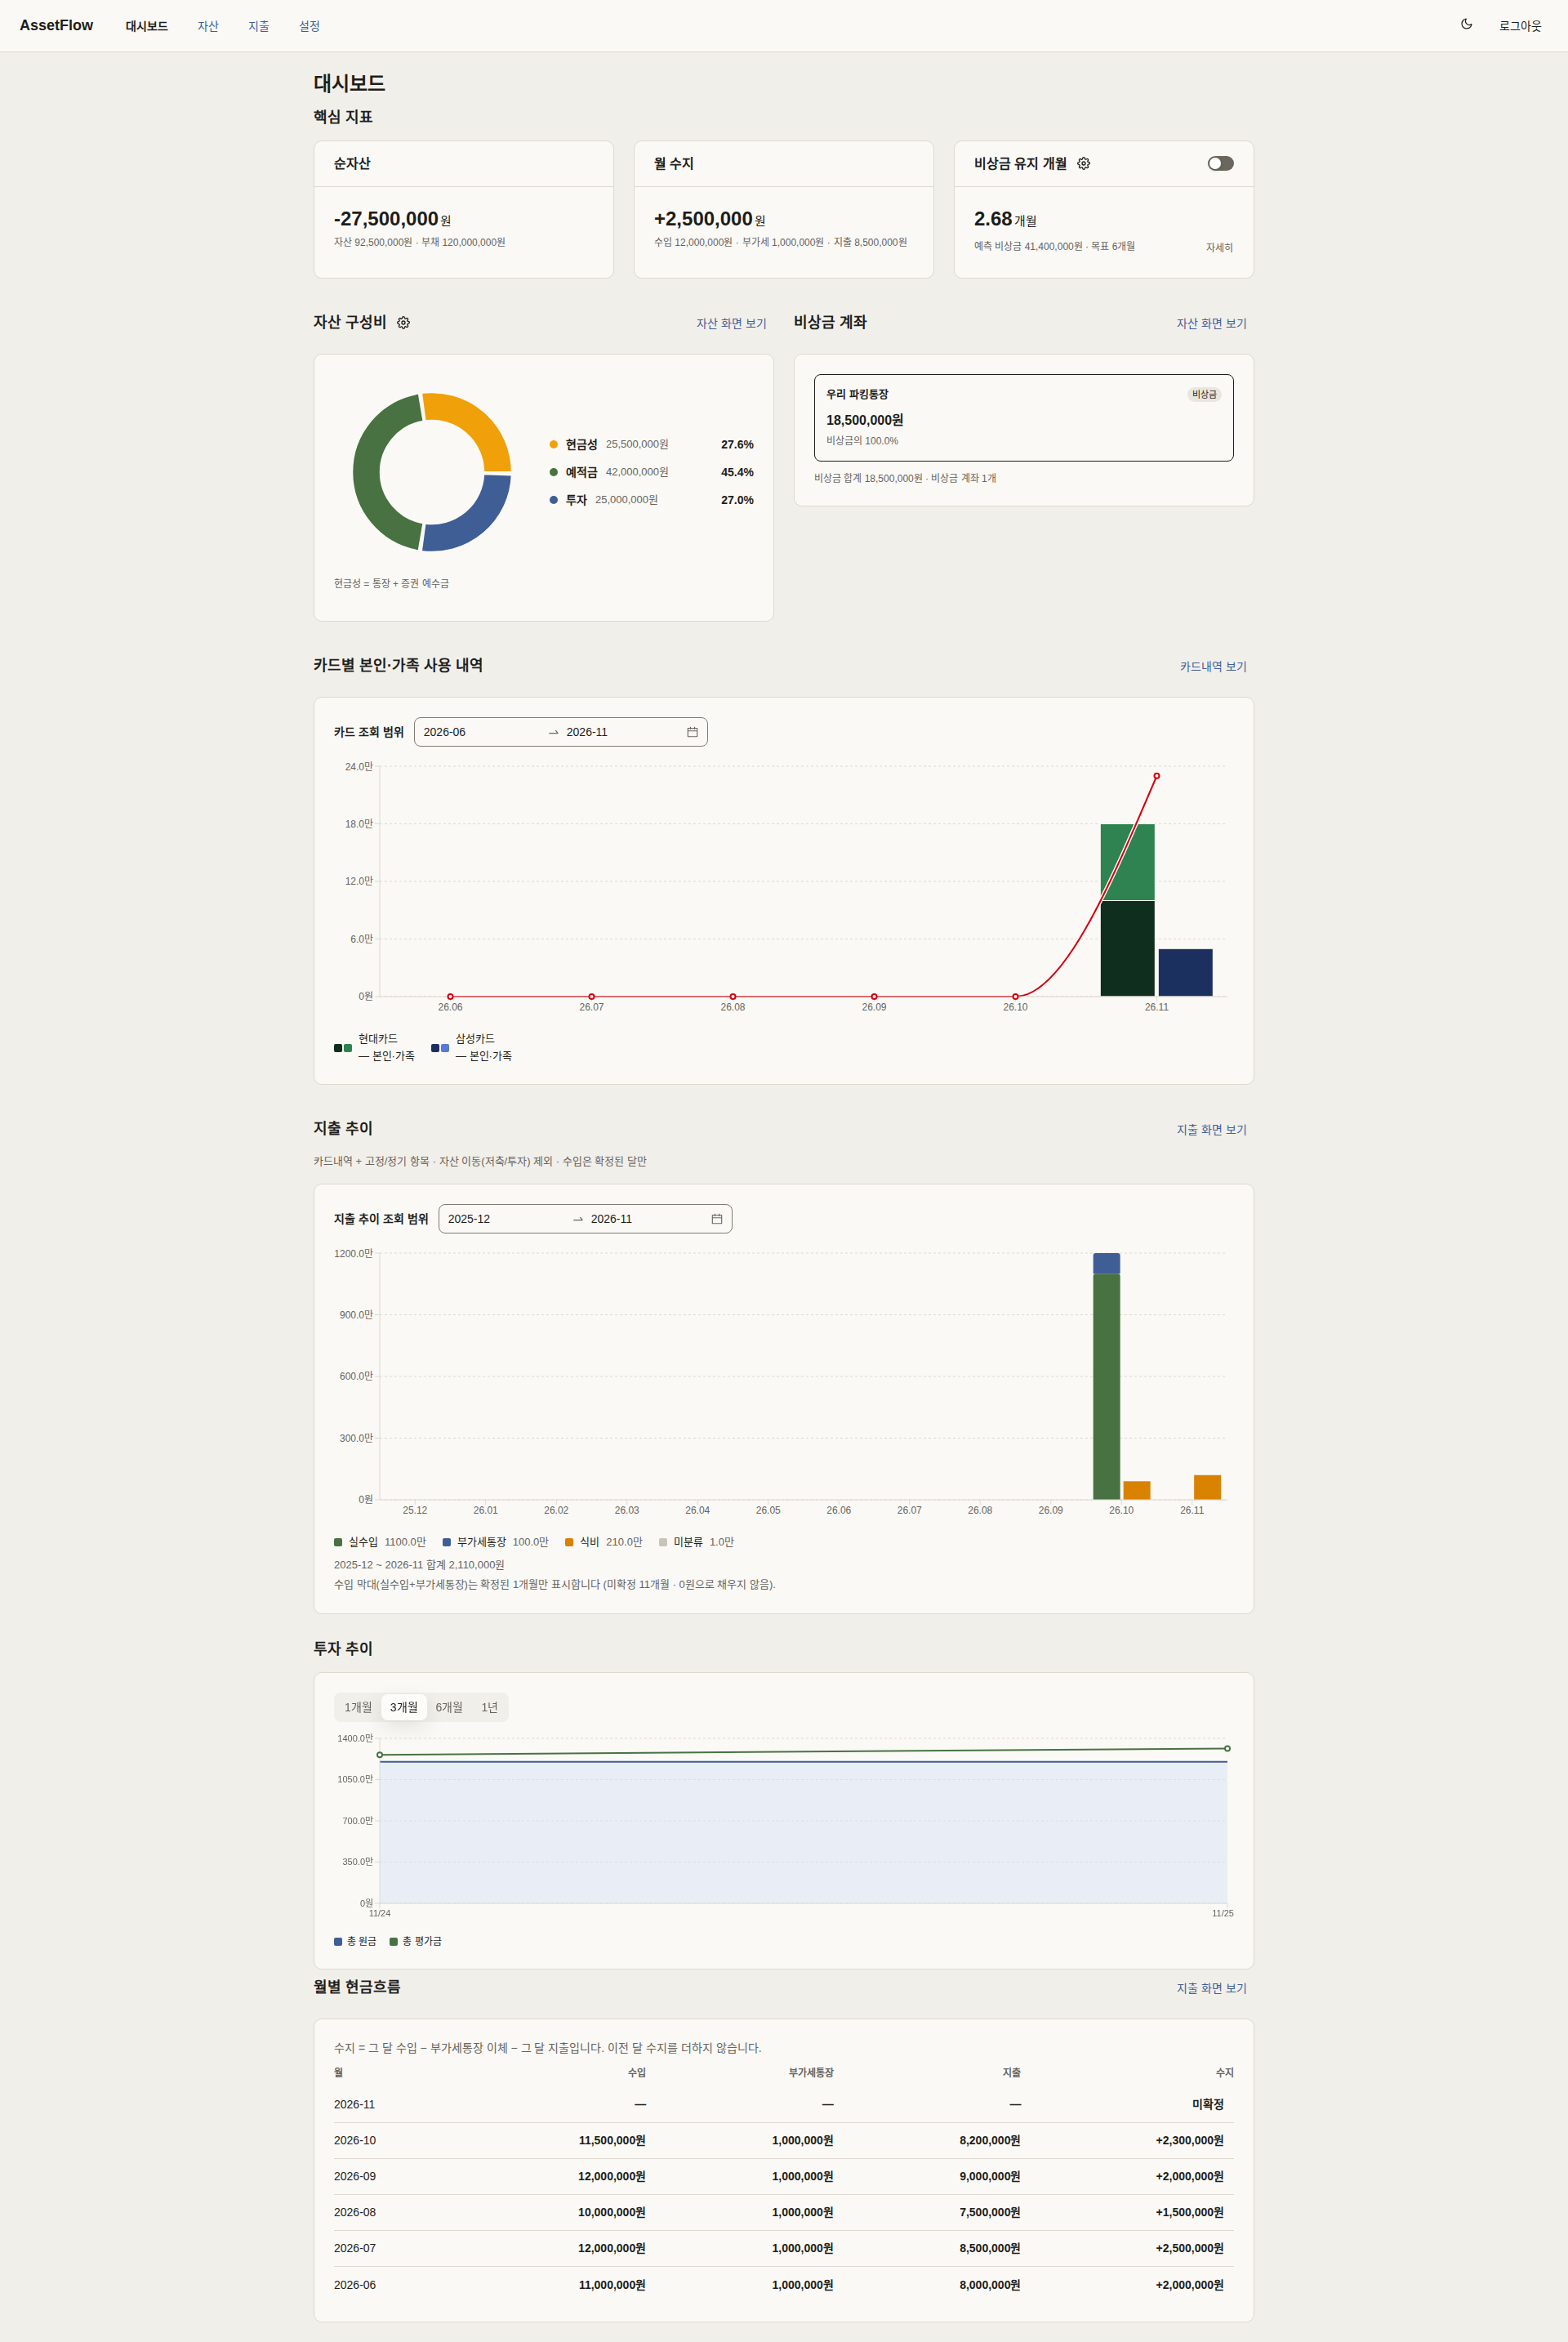 AssetFlow 대시보드 자산 지출 설정 로그아웃
대시보드
핵심 지표
순자산
-27,500,000원
자산 92,500,000원 · 부채 120,000,000원
월 수지
+2,500,000원
수입 12,000,000원 · 부가세 1,000,000원 · 지출 8,500,000원
비상금 유지 개월
2.68개월
예측 비상금 41,400,000원 · 목표 6개월 자세히
자산 구성비 자산 화면 보기
현금성 25,500,000원 27.6%
예적금 42,000,000원 45.4%
투자 25,000,000원 27.0%
현금성 = 통장 + 증권 예수금
비상금 계좌 자산 화면 보기
우리 파킹통장 비상금
18,500,000원
비상금의 100.0%
비상금 합계 18,500,000원 · 비상금 계좌 1개
카드별 본인·가족 사용 내역 카드내역 보기
카드 조회 범위 2026-06 2026-11
24.0만
18.0만
12.0만
6.0만
0원
26.06 26.07 26.08 26.09 26.10 26.11
현대카드
— 본인·가족
삼성카드
— 본인·가족
지출 추이 지출 화면 보기
카드내역 + 고정/정기 항목 · 자산 이동(저축/투자) 제외 · 수입은 확정된 달만
지출 추이 조회 범위 2025-12 2026-11
1200.0만
900.0만
600.0만
300.0만
0원
25.12 26.01 26.02 26.03 26.04 26.05 26.06 26.07 26.08 26.09 26.10 26.11
실수입 1100.0만 부가세통장 100.0만 식비 210.0만 미분류 1.0만
2025-12 ~ 2026-11 합계 2,110,000원
수입 막대(실수입+부가세통장)는 확정된 1개월만 표시합니다 (미확정 11개월 · 0원으로 채우지 않음).
투자 추이
1개월 3개월 6개월 1년
1400.0만
1050.0만
700.0만
350.0만
0원
11/24 11/25
총 원금 총 평가금
월별 현금흐름 지출 화면 보기
수지 = 그 달 수입 − 부가세통장 이체 − 그 달 지출입니다. 이전 달 수지를 더하지 않습니다.
월 수입 부가세통장 지출 수지
2026-11 — — — 미확정
2026-10 11,500,000원 1,000,000원 8,200,000원 +2,300,000원
2026-09 12,000,000원 1,000,000원 9,000,000원 +2,000,000원
2026-08 10,000,000원 1,000,000원 7,500,000원 +1,500,000원
2026-07 12,000,000원 1,000,000원 8,500,000원 +2,500,000원
2026-06 11,000,000원 1,000,000원 8,000,000원 +2,000,000원